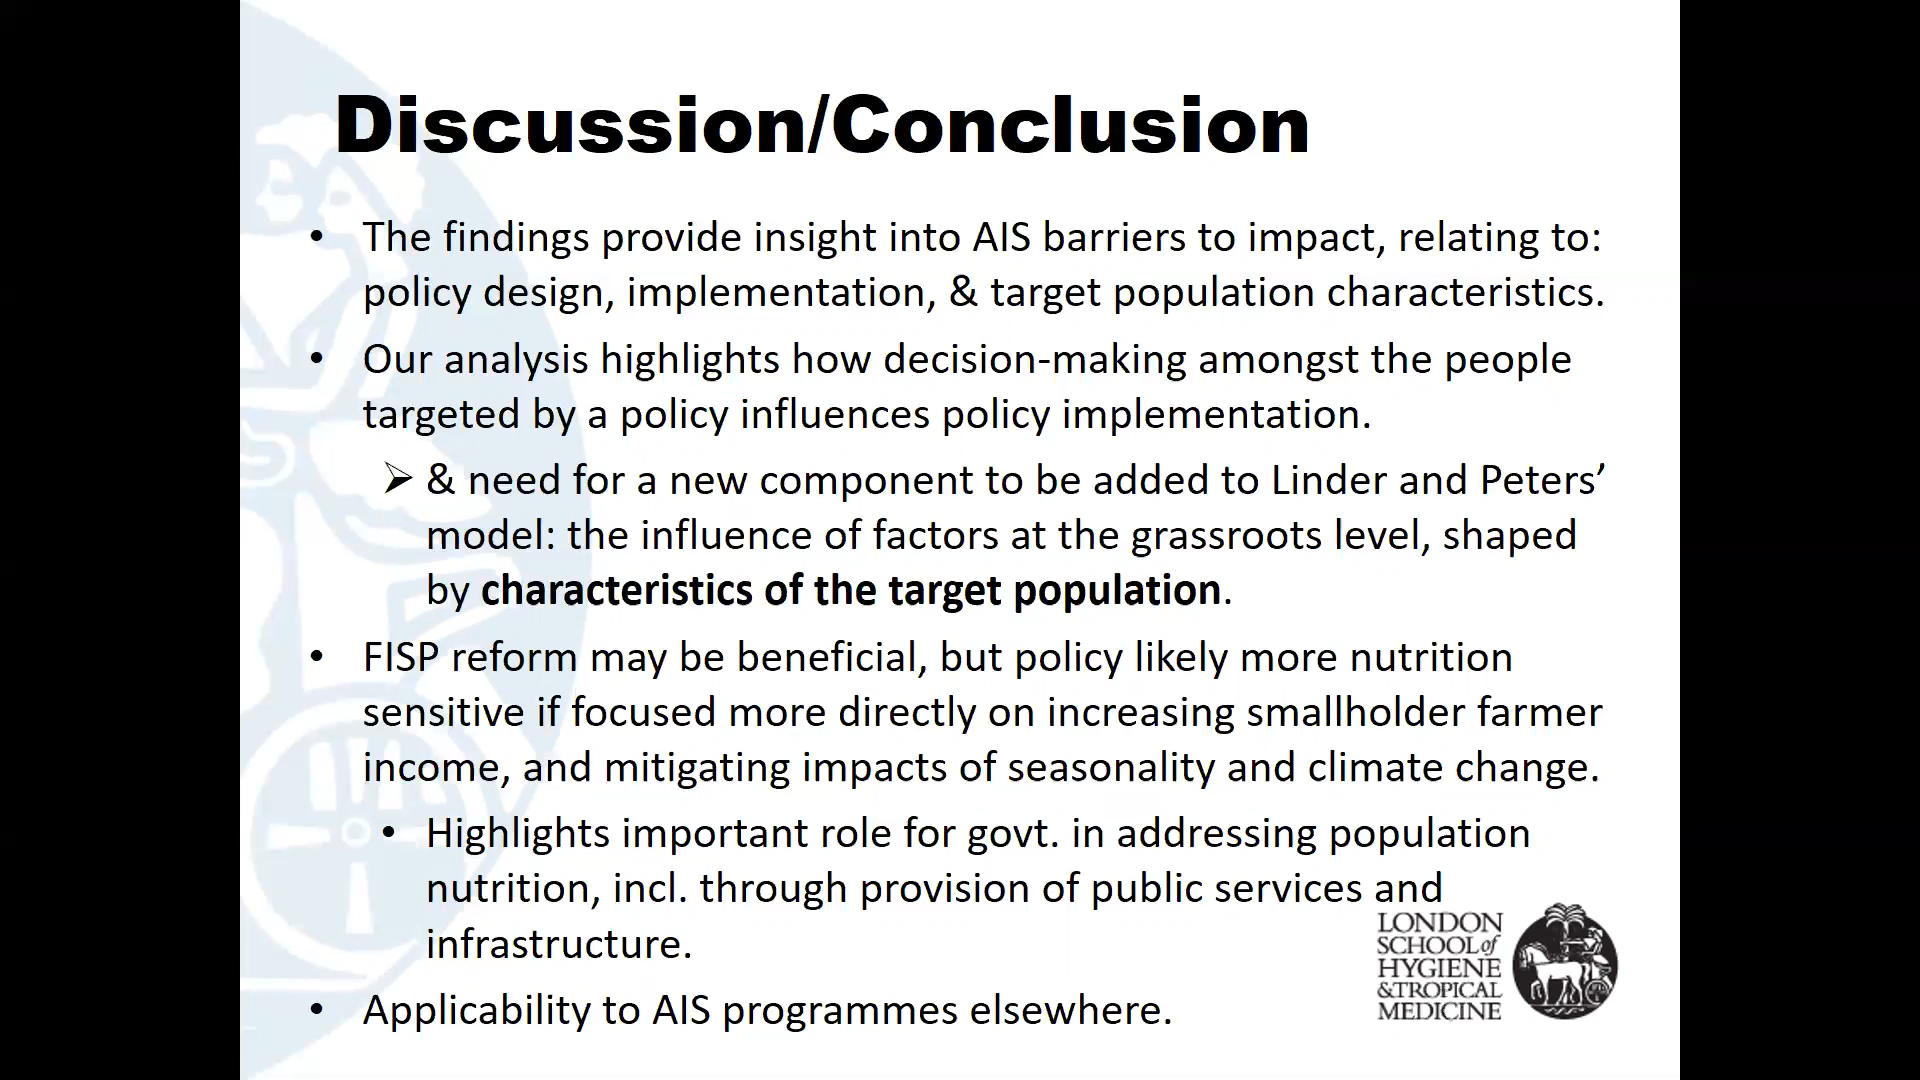 Discussion/Conclusion
• The findings provide insight into AIS barriers to impact, relating to:
policy design, implementation, & target population characteristics.
• Our analysis highlights how decision-making amongst the people
targeted by a policy influences policy implementation.
➢ & need for a new component to be added to Linder and Peters’
model: the influence of factors at the grassroots level, shaped
by characteristics of the target population.
• FISP reform may be beneficial, but policy likely more nutrition
sensitive if focused more directly on increasing smallholder farmer
income, and mitigating impacts of seasonality and climate change.
• Highlights important role for govt. in addressing population
nutrition, incl. through provision of public services and
infrastructure.
• Applicability to AIS programmes elsewhere.
LONDON
SCHOOL of
HYGIENE
& TROPICAL
MEDICINE